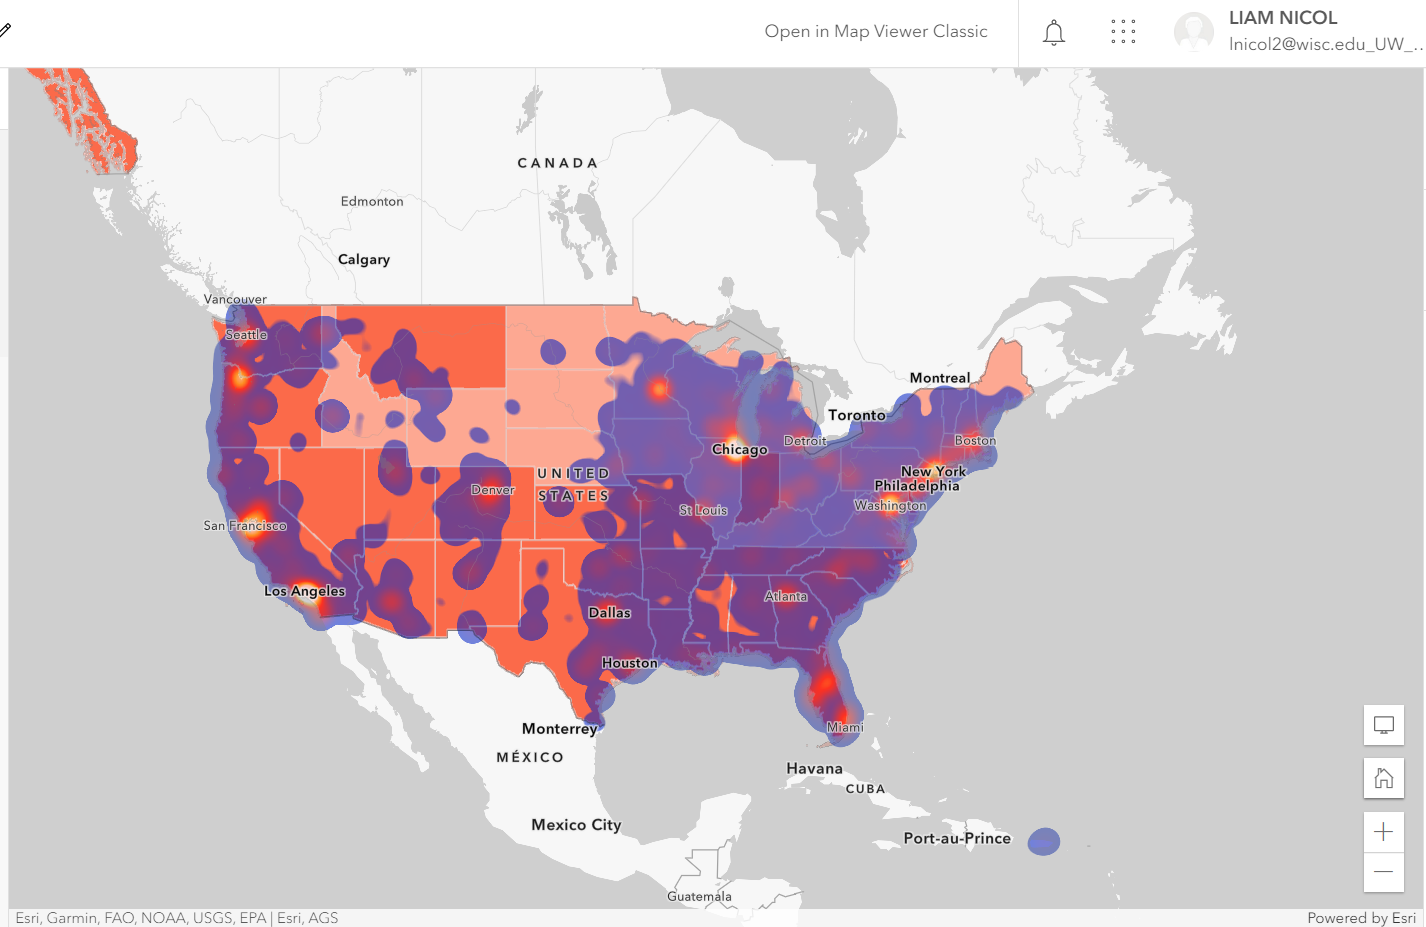 Open in Map Viewer Classic
LIAM NICOL
lnicol2@wisc.edu_UW_...
CANADA
Edmonton
Calgary
Vancouver
Seattle
Montreal
Toronto
Chicago
Detroit
Boston
New York
Philadelphia
UNITED
STATES
Denver
St Louis
Washington
San Francisco
Los Angeles
Atlanta
Dallas
Houston
Monterrey
Miami
MÉXICO
Havana
CUBA
Mexico City
Port-au-Prince
Guatemala
Esri, Garmin, FAO, NOAA, USGS, EPA | Esri, AGS
Powered by Esri